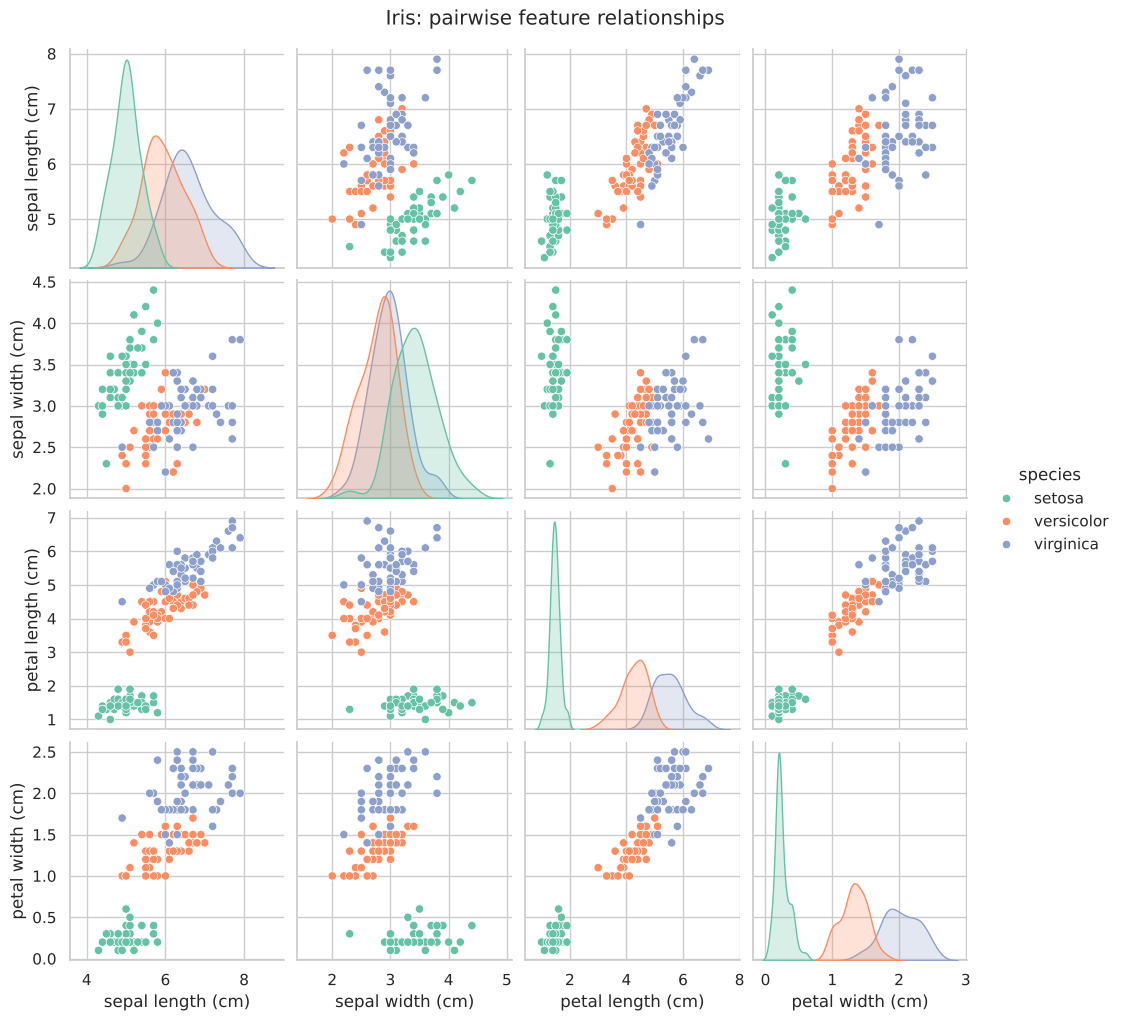 Iris: pairwise feature relationships
8
7
6
5
sepal length (cm)
4.5
4.0
3.5
3.0
2.5
2.0
sepal width (cm)
species
setosa
versicolor
virginica
7
6
5
4
3
2
1
petal length (cm)
2.5
2.0
1.5
1.0
0.5
0.0
petal width (cm)
4 6 8 2 3 4 5 2 4 6 8 0 1 2 3
sepal length (cm) sepal width (cm) petal length (cm) petal width (cm)